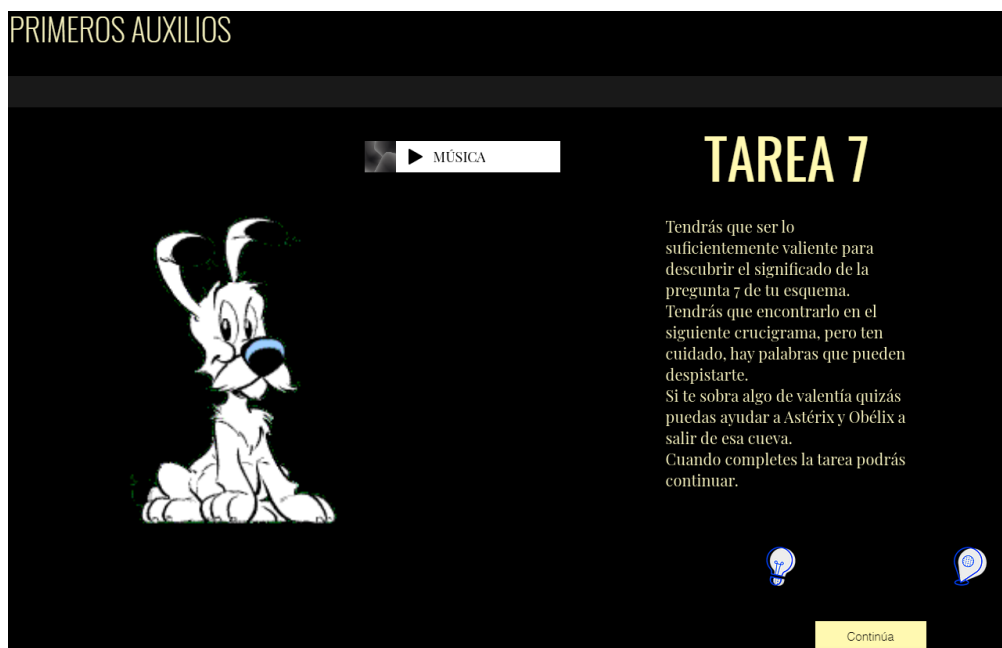 PRIMEROS AUXILIOS
MÚSICA
TAREA 7
Tendrás que ser lo
suficientemente valiente para
descubrir el significado de la
pregunta 7 de tu esquema.
Tendrás que encontrarlo en el
siguiente crucigrama, pero ten
cuidado, hay palabras que pueden
despistarte.
Si te sobra algo de valentía quizás
puedas ayudar a Astérix y Obélix a
salir de esa cueva.
Cuando completes la tarea podrás
continuar.
Continúa